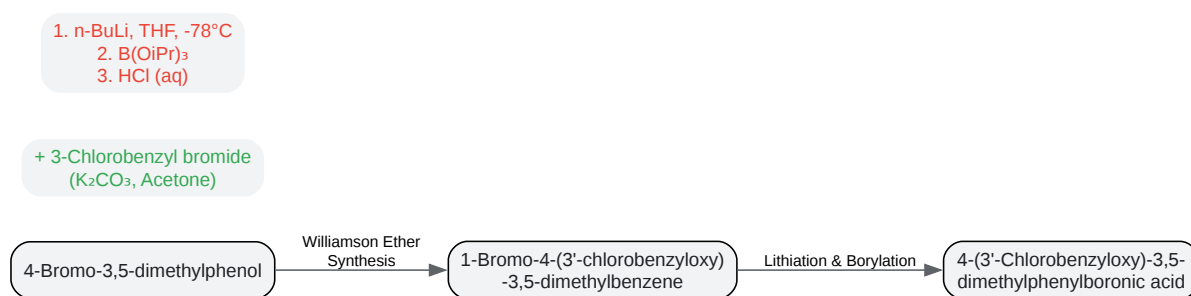 1. n-BuLi, THF, -78°C
2. B(OiPr)₃
3. HCl (aq)
+ 3-Chlorobenzyl bromide
(K₂CO₃, Acetone)
4-Bromo-3,5-dimethylphenol
Williamson Ether
Synthesis
1-Bromo-4-(3'-chlorobenzyloxy)
-3,5-dimethylbenzene
Lithiation & Borylation
4-(3'-Chlorobenzyloxy)-3,5-
dimethylphenylboronic acid